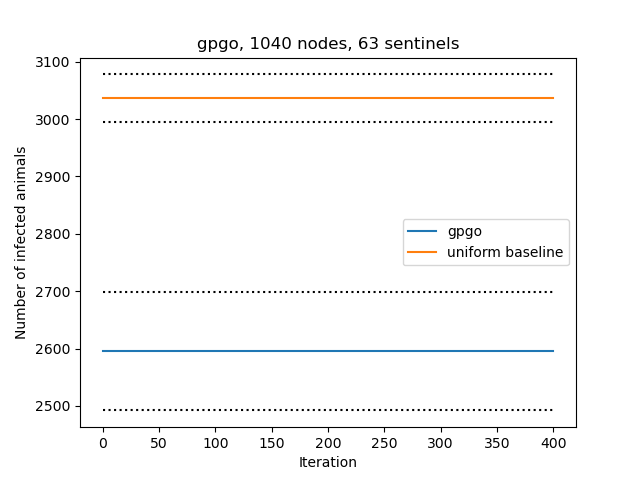 gpgo, 1040 nodes, 63 sentinels
3100
3000
2900
2800
2700
2600
2500
Number of infected animals
gpgo
uniform baseline
0 50 100 150 200 250 300 350 400
Iteration